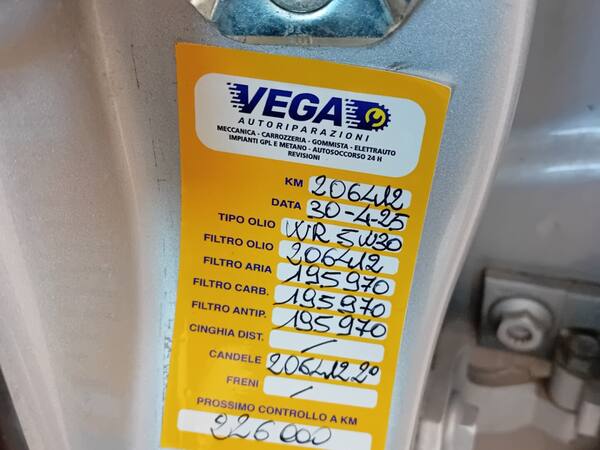 VEGA
AUTORIPARAZIONI
MECCANICA - CARROZZERIA - GOMMISTA - ELETTRAUTO
IMPIANTI GPL E METANO - AUTOSOCCORSO 24 H
REVISIONI
KM 206412
DATA 30-4-25
TIPO OLIO WR 5W30
FILTRO OLIO 206412
FILTRO ARIA 195970
FILTRO CARB. 195970
FILTRO ANTIP. 195970
CINGHIA DIST. /
CANDELE 206412 2º
FRENI /
PROSSIMO CONTROLLO A KM
226000